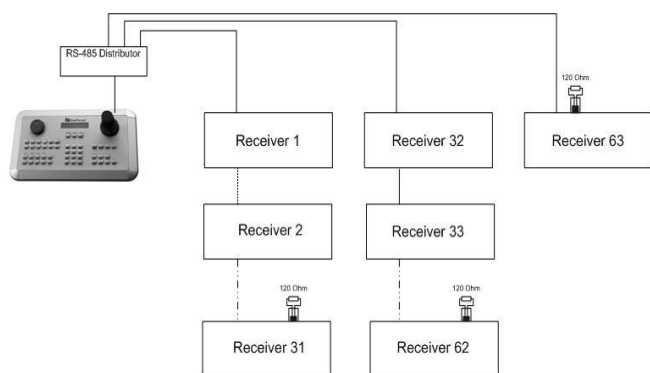 RS-485 Distributor
120 Ohm
Receiver 1
Receiver 32
Receiver 63
Receiver 2
Receiver 33
120 Ohm
120 Ohm
Receiver 31
Receiver 62